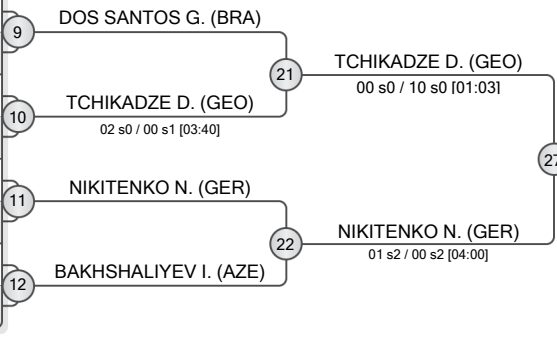 DOS SANTOS G. (BRA)
9
21
TCHIKADZE D. (GEO)
00 s0 / 10 s0 [01:03]
TCHIKADZE D. (GEO)
10
02 s0 / 00 s1 [03:40]
27
NIKITENKO N. (GER)
11
22
NIKITENKO N. (GER)
01 s2 / 00 s2 [04:00]
BAKHSHALIYEV I. (AZE)
12